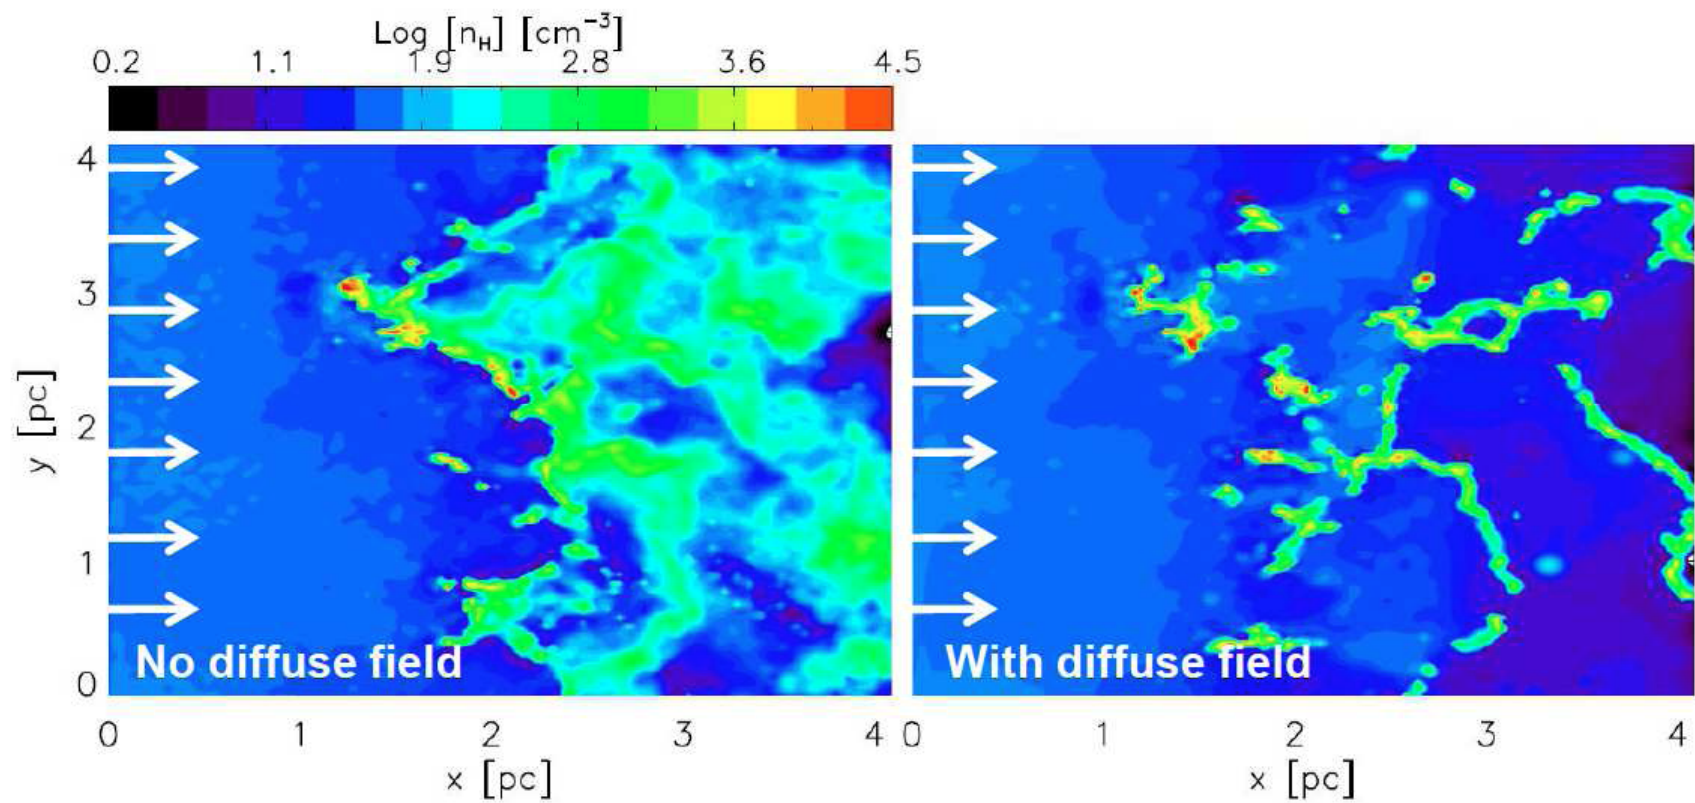 Log [n_H] [cm^-3]
0.2 1.1 1.9 2.8 3.6 4.5
4
3
2
1
0
y [pc]
No diffuse field
With diffuse field
0 1 2 3 4 0 1 2 3 4
x [pc] x [pc]